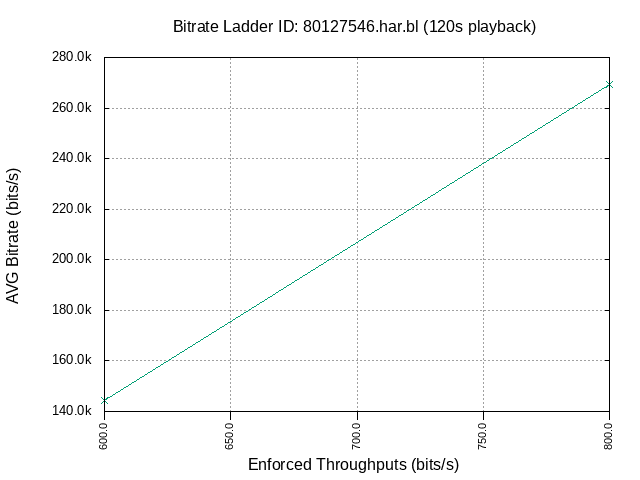 Bitrate Ladder ID: 80127546.har.bl (120s playback)
280.0k
260.0k
240.0k
220.0k
200.0k
180.0k
160.0k
140.0k
AVG Bitrate (bits/s)
600.0
650.0
700.0
750.0
800.0
Enforced Throughputs (bits/s)